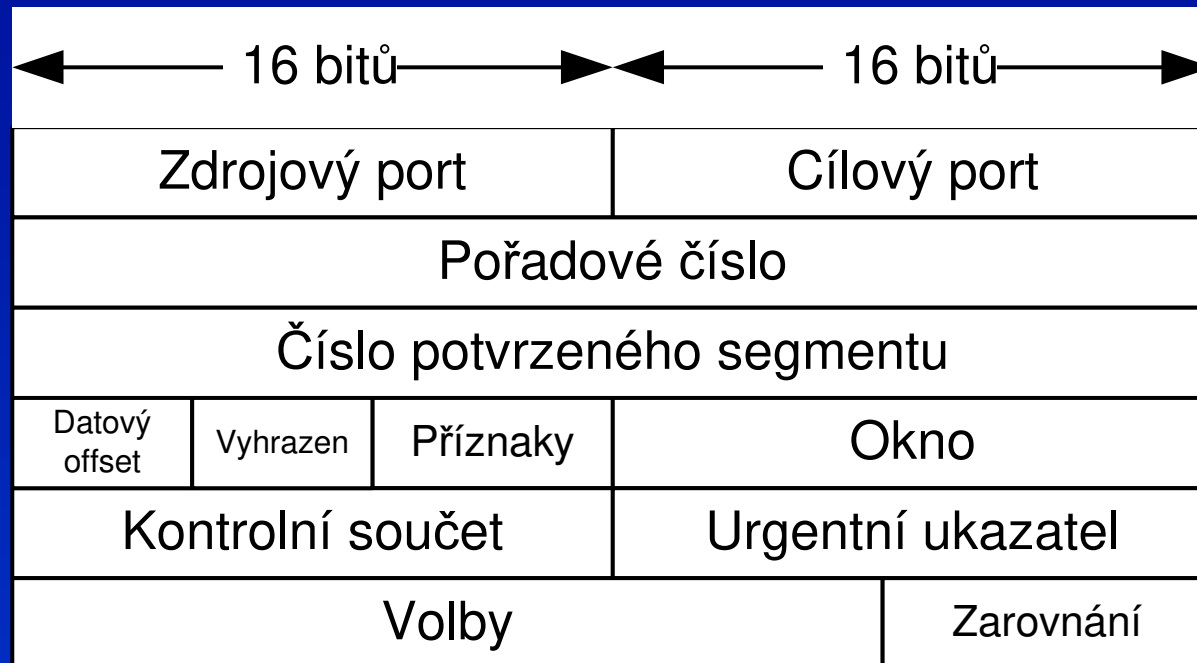 16 bitů
16 bitů
Zdrojový port
Cílový port
Pořadové číslo
Číslo potvrzeného segmentu
Datový
offset
Vyhrazen
Příznaky
Okno
Kontrolní součet
Urgentní ukazatel
Volby
Zarovnání